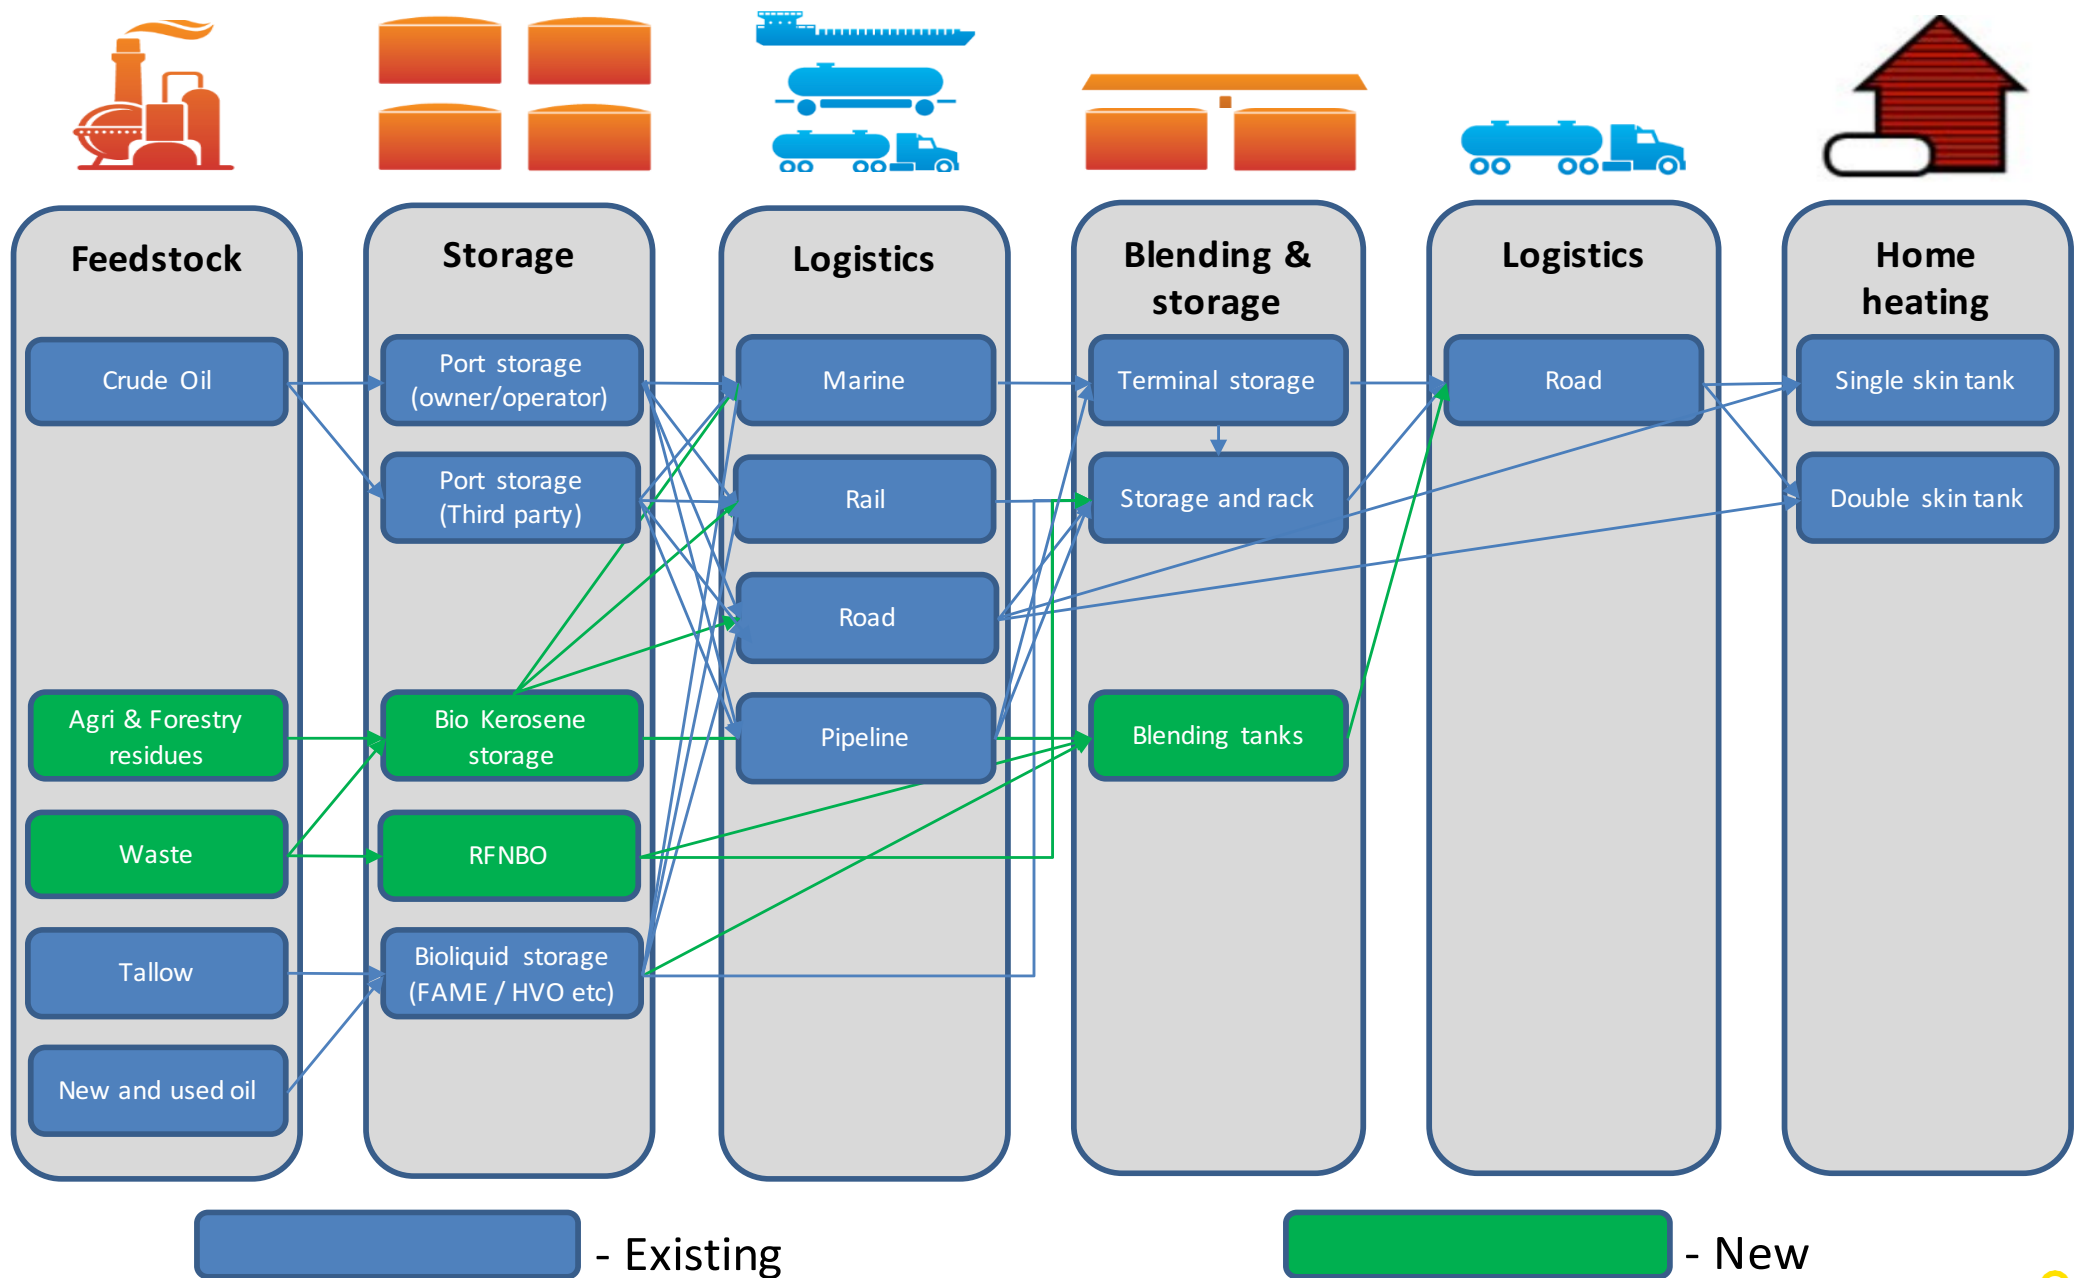 Feedstock
Crude Oil
Agri & Forestry
residues
Waste
Tallow
New and used oil
Storage
Port storage
(owner/operator)
Port storage
(Third party)
Bio Kerosene
storage
RFNBO
Bioliquid storage
(FAME / HVO etc)
Logistics
Marine
Rail
Road
Pipeline
Blending &
storage
Terminal storage
Storage and rack
Blending tanks
Logistics
Road
Home
heating
Single skin tank
Double skin tank
- Existing
- New